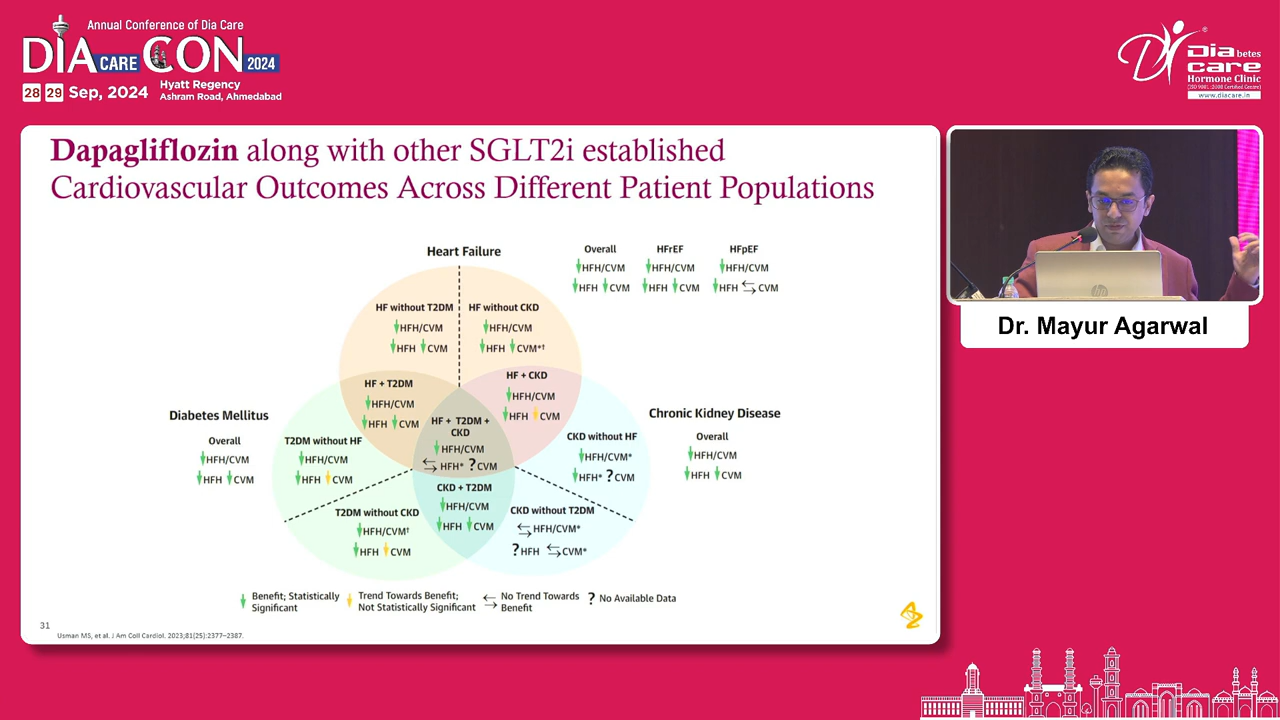 Annual Conference of Dia Care
DIA CARE CON 2024
28 29 Sep, 2024
Hyatt Regency
Ashram Road, Ahmedabad
Diabetes
care
Hormone Clinic
(ISO 9001 : 2008 Certified Centre)
www.diacare.in
Dapagliflozin along with other SGLT2i established
Cardiovascular Outcomes Across Different Patient Populations
Heart Failure
Overall
↓HFH/CVM
↓HFH ↓CVM
HFrEF
↓HFH/CVM
↓HFH ↓CVM
HFpEF
↓HFH/CVM
↓HFH ⇆ CVM
HF without T2DM
↓HFH/CVM
↓HFH ↓CVM
HF without CKD
↓HFH/CVM
↓HFH ↓CVM*†
HF + T2DM
↓HFH/CVM
↓HFH ↓CVM
HF + CKD
↓HFH/CVM
↓HFH ↓CVM
HF + T2DM +
CKD
↓HFH/CVM
⇆ HFH* ? CVM
Diabetes Mellitus
Overall
↓HFH/CVM
↓HFH ↓CVM
T2DM without HF
↓HFH/CVM
↓HFH ↓CVM
T2DM without CKD
↓HFH/CVM†
↓HFH ↓CVM
CKD + T2DM
↓HFH/CVM
↓HFH ↓CVM
Chronic Kidney Disease
Overall
↓HFH/CVM
↓HFH ↓CVM
CKD without HF
↓HFH/CVM*
↓HFH* ? CVM
CKD without T2DM
⇆HFH/CVM*
?HFH ⇆CVM*
↓ Benefit; Statistically
Significant
↓ Trend Towards Benefit;
Not Statistically Significant
⇆ No Trend Towards
Benefit
? No Available Data
31
Usman MS, et al. J Am Coll Cardiol. 2023;81(25):2377–2387.
Dr. Mayur Agarwal
hp